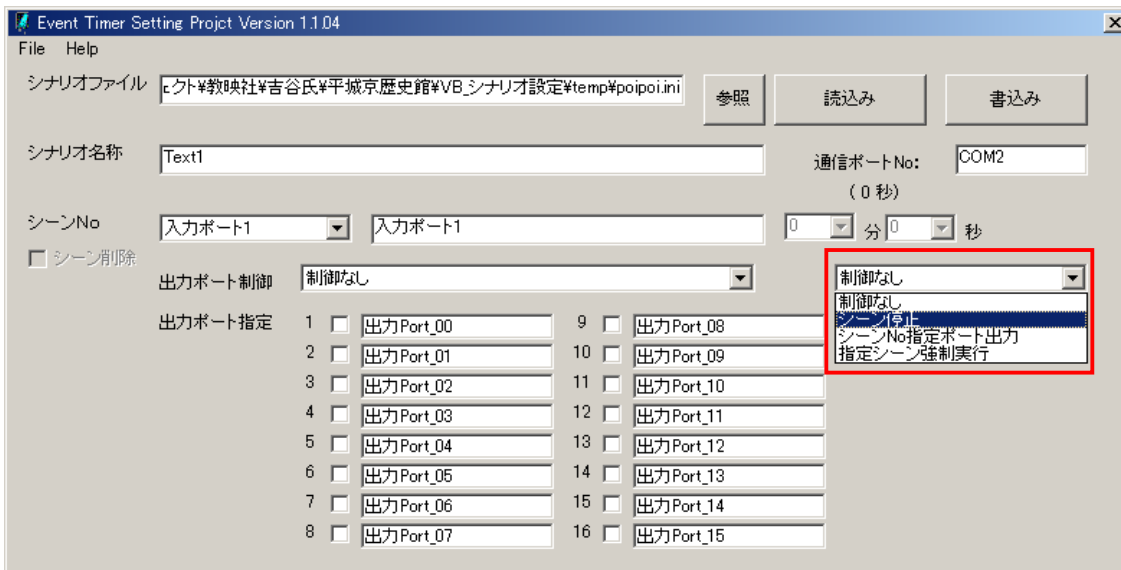 Event Timer Setting Projct Version 1.1.04
File Help
シナリオファイル ェクト¥教映社¥吉谷氏¥平城京歴史館¥VB_シナリオ設定¥temp¥poipoi.ini 参照 読込み 書込み
シナリオ名称 Text1 通信ポートNo: COM2
(0秒)
シーンNo 入力ポート1 入力ポート1 0 分 0 秒
シーン削除
出力ポート制御 制御なし 制御なし
制御なし
シーン停止
シーンNo指定ポート出力
指定シーン強制実行
出力ポート指定 1 出力Port_00 9 出力Port_08
2 出力Port_01 10 出力Port_09
3 出力Port_02 11 出力Port_10
4 出力Port_03 12 出力Port_11
5 出力Port_04 13 出力Port_12
6 出力Port_05 14 出力Port_13
7 出力Port_06 15 出力Port_14
8 出力Port_07 16 出力Port_15